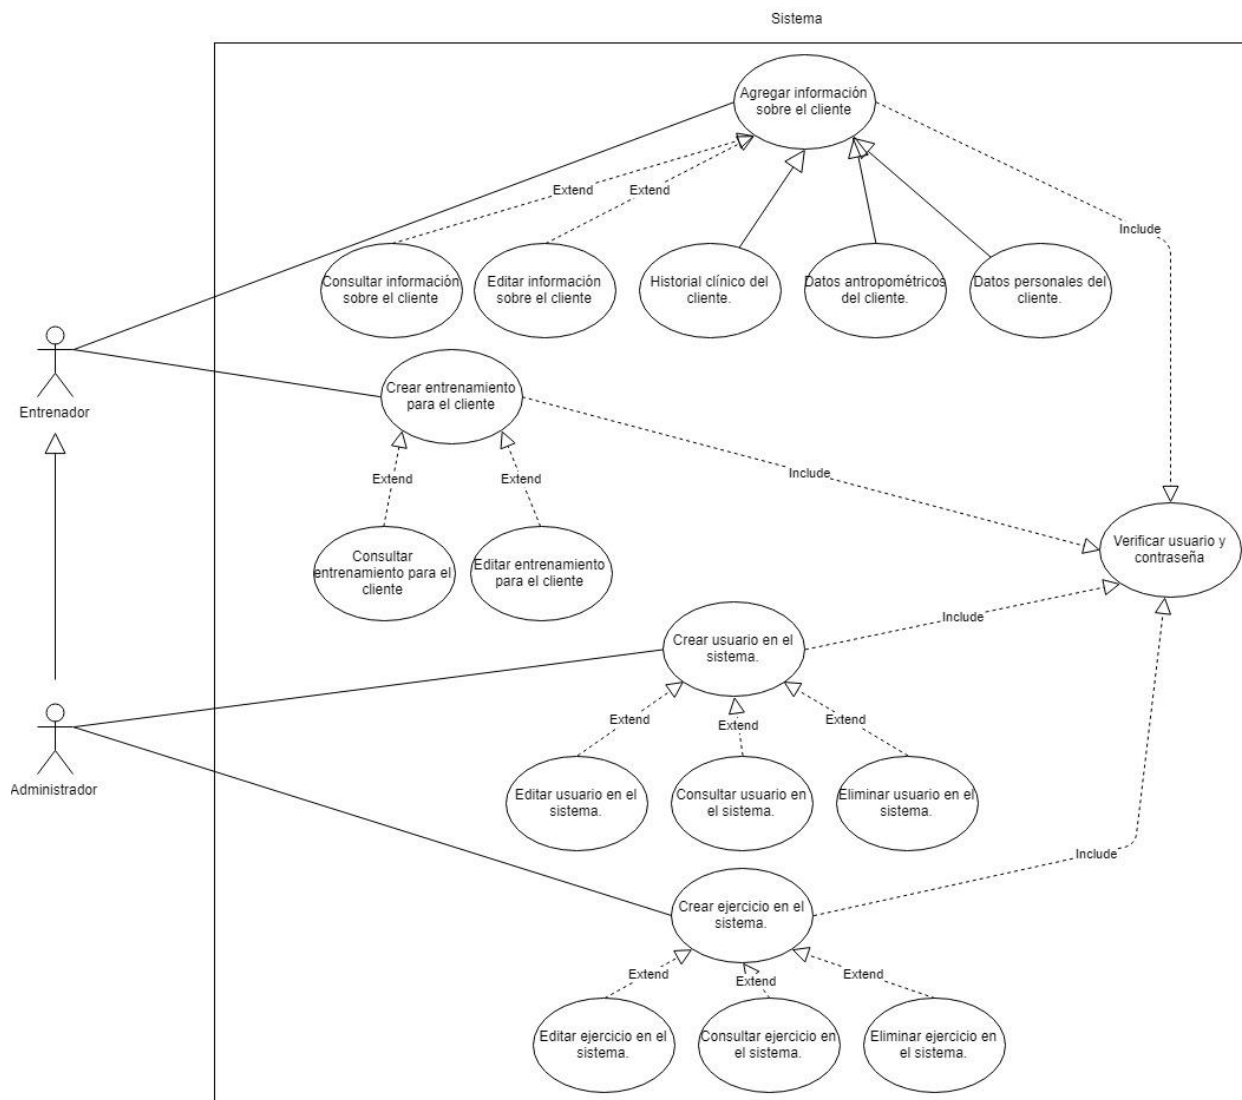 Sistema
Agregar información
sobre el cliente
Extend
Extend
Include
Consultar información
sobre el cliente
Editar información
sobre el cliente
Historial clínico del
cliente.
Datos antropométricos
del cliente.
Datos personales del
cliente.
Entrenador
Crear entrenamiento
para el cliente
Extend
Extend
Include
Consultar
entrenamiento para el
cliente
Editar entrenamiento
para el cliente
Verificar usuario y
contraseña
Crear usuario en el
sistema.
Include
Extend
Extend
Extend
Administrador
Editar usuario en el
sistema.
Consultar usuario en
el sistema.
Eliminar usuario en el
sistema.
Include
Crear ejercicio en el
sistema.
Extend
Extend
Extend
Editar ejercicio en el
sistema.
Consultar ejercicio en
el sistema.
Eliminar ejercicio en
el sistema.